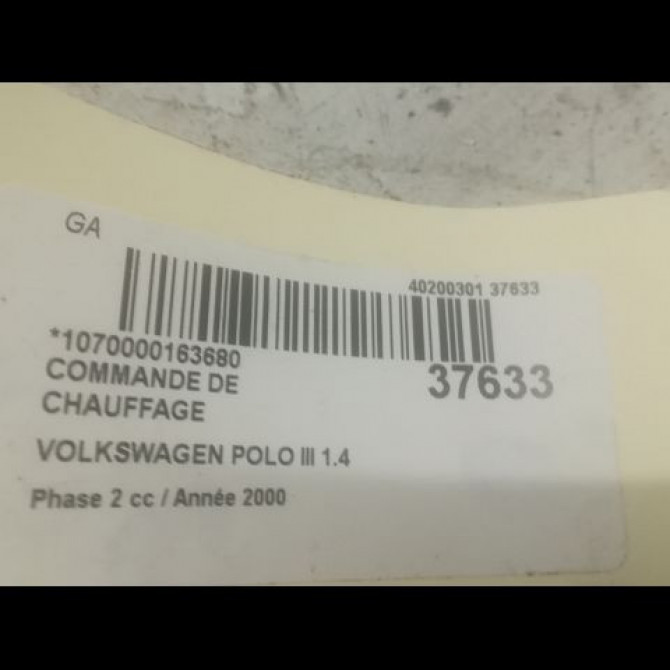 GA
40200301 37633
*1070000163680
37633
COMMANDE DE
CHAUFFAGE
VOLKSWAGEN POLO III 1.4
Phase 2 cc / Année 2000